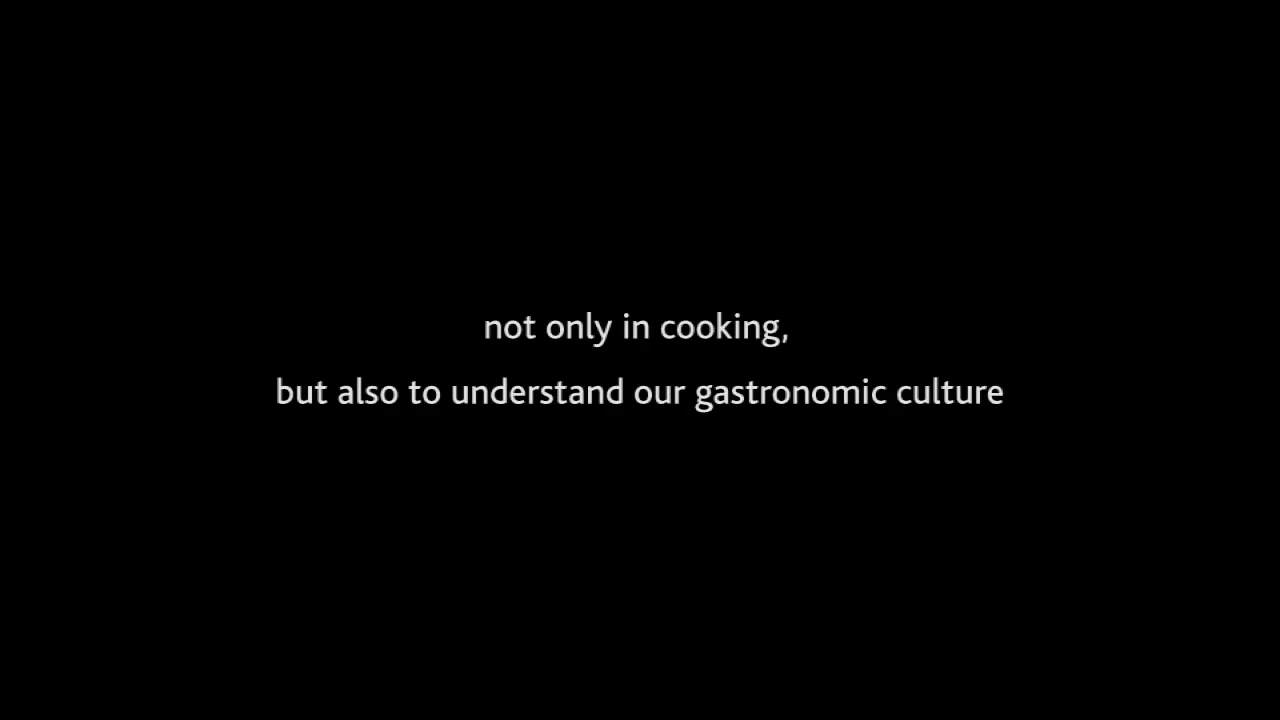 not only in cooking,
but also to understand our gastronomic culture